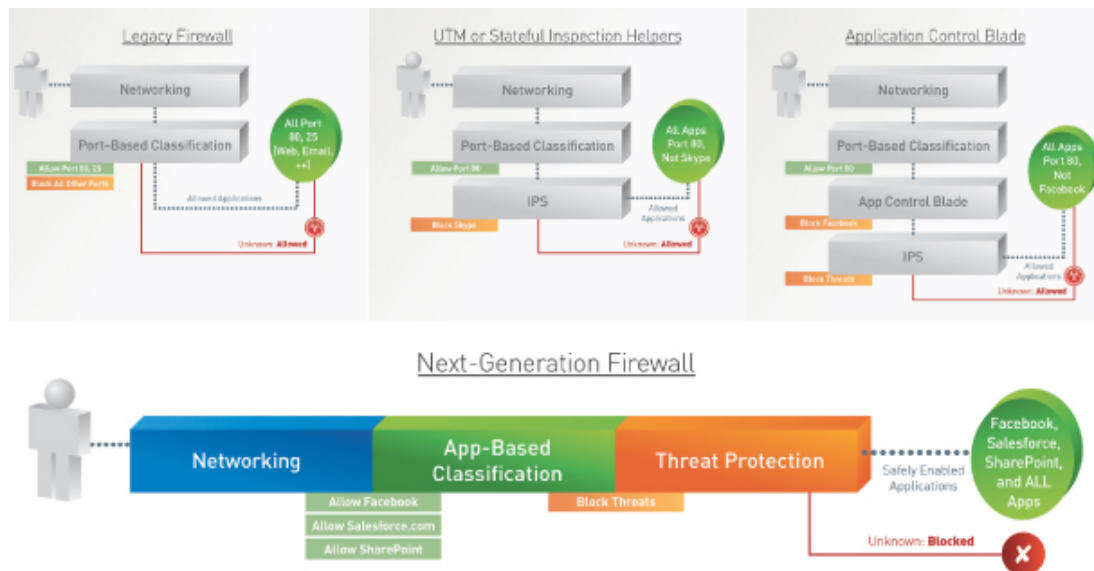 Legacy Firewall
Networking
Port-Based Classification
Allow Port 80, 25
Block All Other Ports
All Port
80, 25
(Web, Email,
++)
Allowed Applications
Unknown: Allowed
UTM or Stateful Inspection Helpers
Networking
Port-Based Classification
Allow Port 80
IPS
Block Skype
All Apps
Port 80,
Not Skype
Allowed
Applications
Unknown: Allowed
Application Control Blade
Networking
Port-Based Classification
Allow Port 80
App Control Blade
Block Facebook
IPS
Block Threats
All Apps
Port 80,
Not
Facebook
Allowed
Applications
Unknown: Allowed
Next-Generation Firewall
Networking
App-Based
Classification
Threat Protection
Allow Facebook
Allow Salesforce.com
Allow SharePoint
Block Threats
Safely Enabled
Applications
Facebook,
Salesforce,
SharePoint,
and ALL
Apps
Unknown: Blocked
X